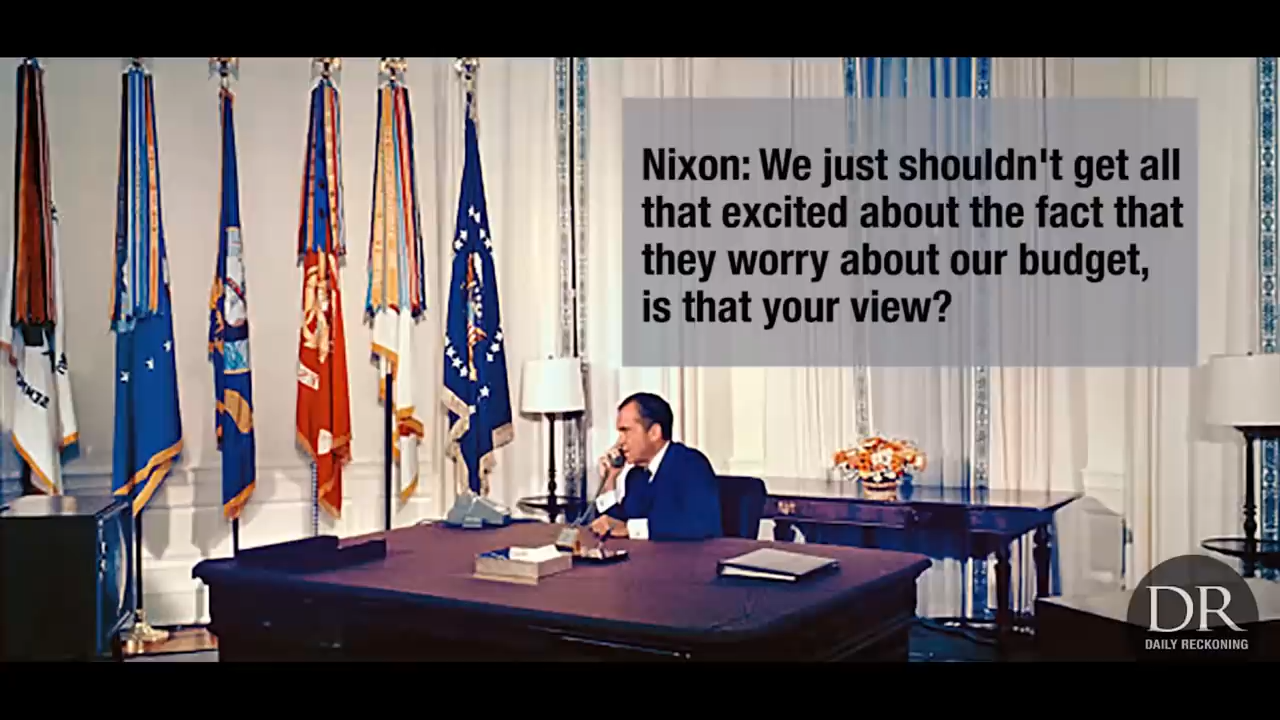 Nixon: We just shouldn't get all
that excited about the fact that
they worry about our budget,
is that your view?
DR
DAILY RECKONING